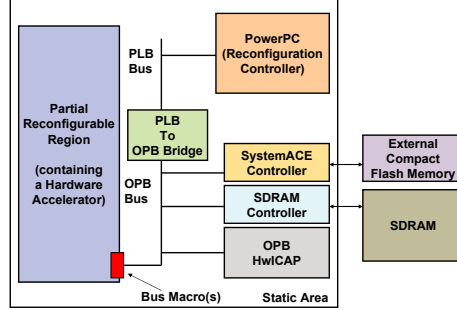 Partial
Reconfigurable
Region
(containing
a Hardware
Accelerator)
PLB
Bus
PowerPC
(Reconfiguration
Controller)
PLB
To
OPB Bridge
OPB
Bus
SystemACE
Controller
External
Compact
Flash Memory
SDRAM
Controller
SDRAM
OPB
HwICAP
Bus Macro(s)
Static Area